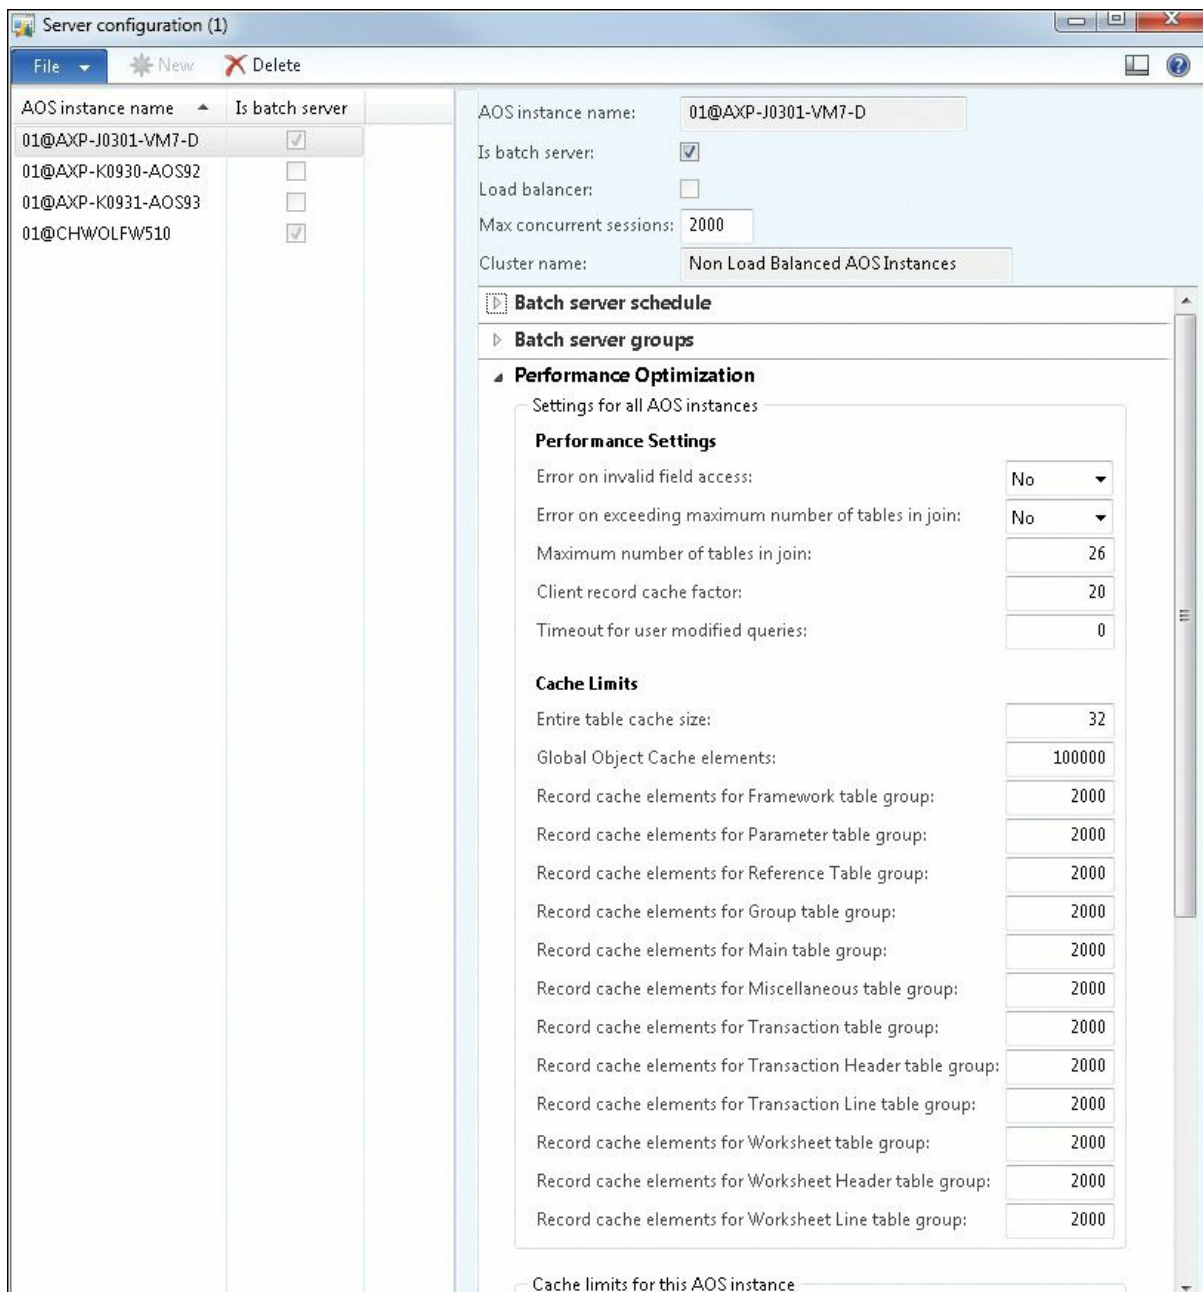 Server configuration (1)
File New Delete
AOS instance name Is batch server
01@AXP-J0301-VM7-D
01@AXP-K0930-AOS92
01@AXP-K0931-AOS93
01@CHWOLFW510
AOS instance name: 01@AXP-J0301-VM7-D
Is batch server:
Load balancer:
Max concurrent sessions: 2000
Cluster name: Non Load Balanced AOS Instances
Batch server schedule
Batch server groups
Performance Optimization
Settings for all AOS instances
Performance Settings
Error on invalid field access: No
Error on exceeding maximum number of tables in join: No
Maximum number of tables in join: 26
Client record cache factor: 20
Timeout for user modified queries: 0
Cache Limits
Entire table cache size: 32
Global Object Cache elements: 100000
Record cache elements for Framework table group: 2000
Record cache elements for Parameter table group: 2000
Record cache elements for Reference Table group: 2000
Record cache elements for Group table group: 2000
Record cache elements for Main table group: 2000
Record cache elements for Miscellaneous table group: 2000
Record cache elements for Transaction table group: 2000
Record cache elements for Transaction Header table group: 2000
Record cache elements for Transaction Line table group: 2000
Record cache elements for Worksheet table group: 2000
Record cache elements for Worksheet Header table group: 2000
Record cache elements for Worksheet Line table group: 2000
Cache limits for this AOS instance